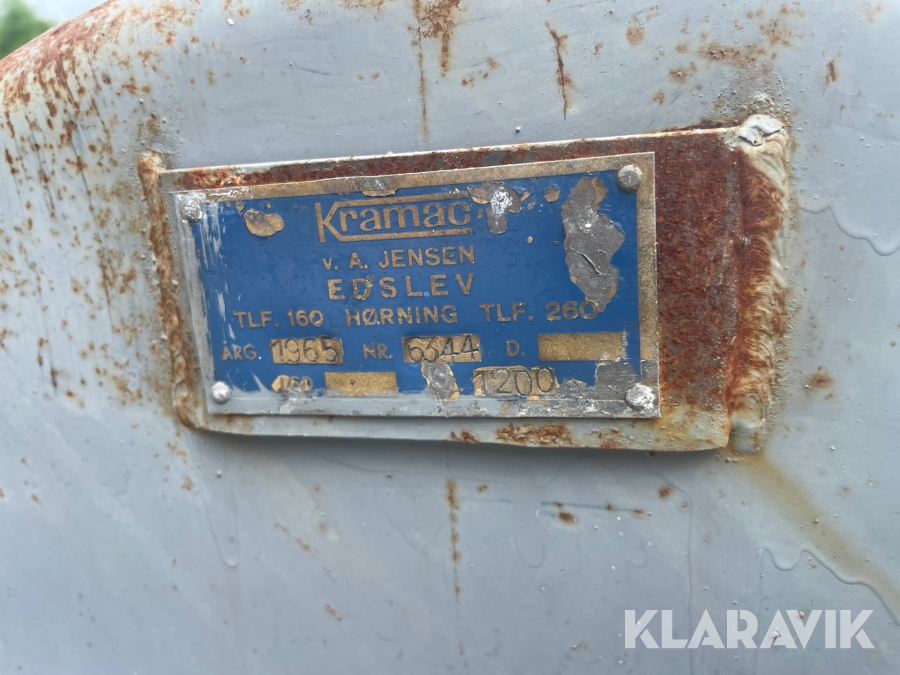 Kramac
v. A. JENSEN
EDSLEV
TLF. 160 HØRNING TLF. 260
ÅRG. 1965 NR. 6344 D.
1200
KLARAVIK